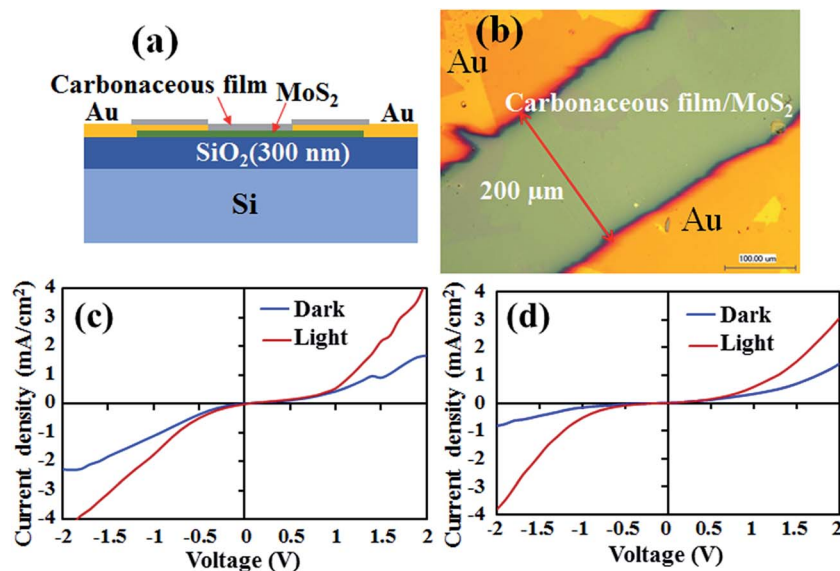 (a)
Carbonaceous film
MoS₂
Au
Au
SiO₂(300 nm)
Si
(b)
Au
Carbonaceous film/MoS₂
200 μm
Au
100.00 um
(c)
Dark
Light
Current density (mA/cm²)
4
3
2
1
0
-1
-2
-3
-4
-2 -1.5 -1 -0.5 0 0.5 1 1.5 2
Voltage (V)
(d)
Dark
Light
Current density (mA/cm²)
4
3
2
1
0
-1
-2
-3
-4
-2 -1.5 -1 -0.5 0 0.5 1 1.5 2
Voltage (V)